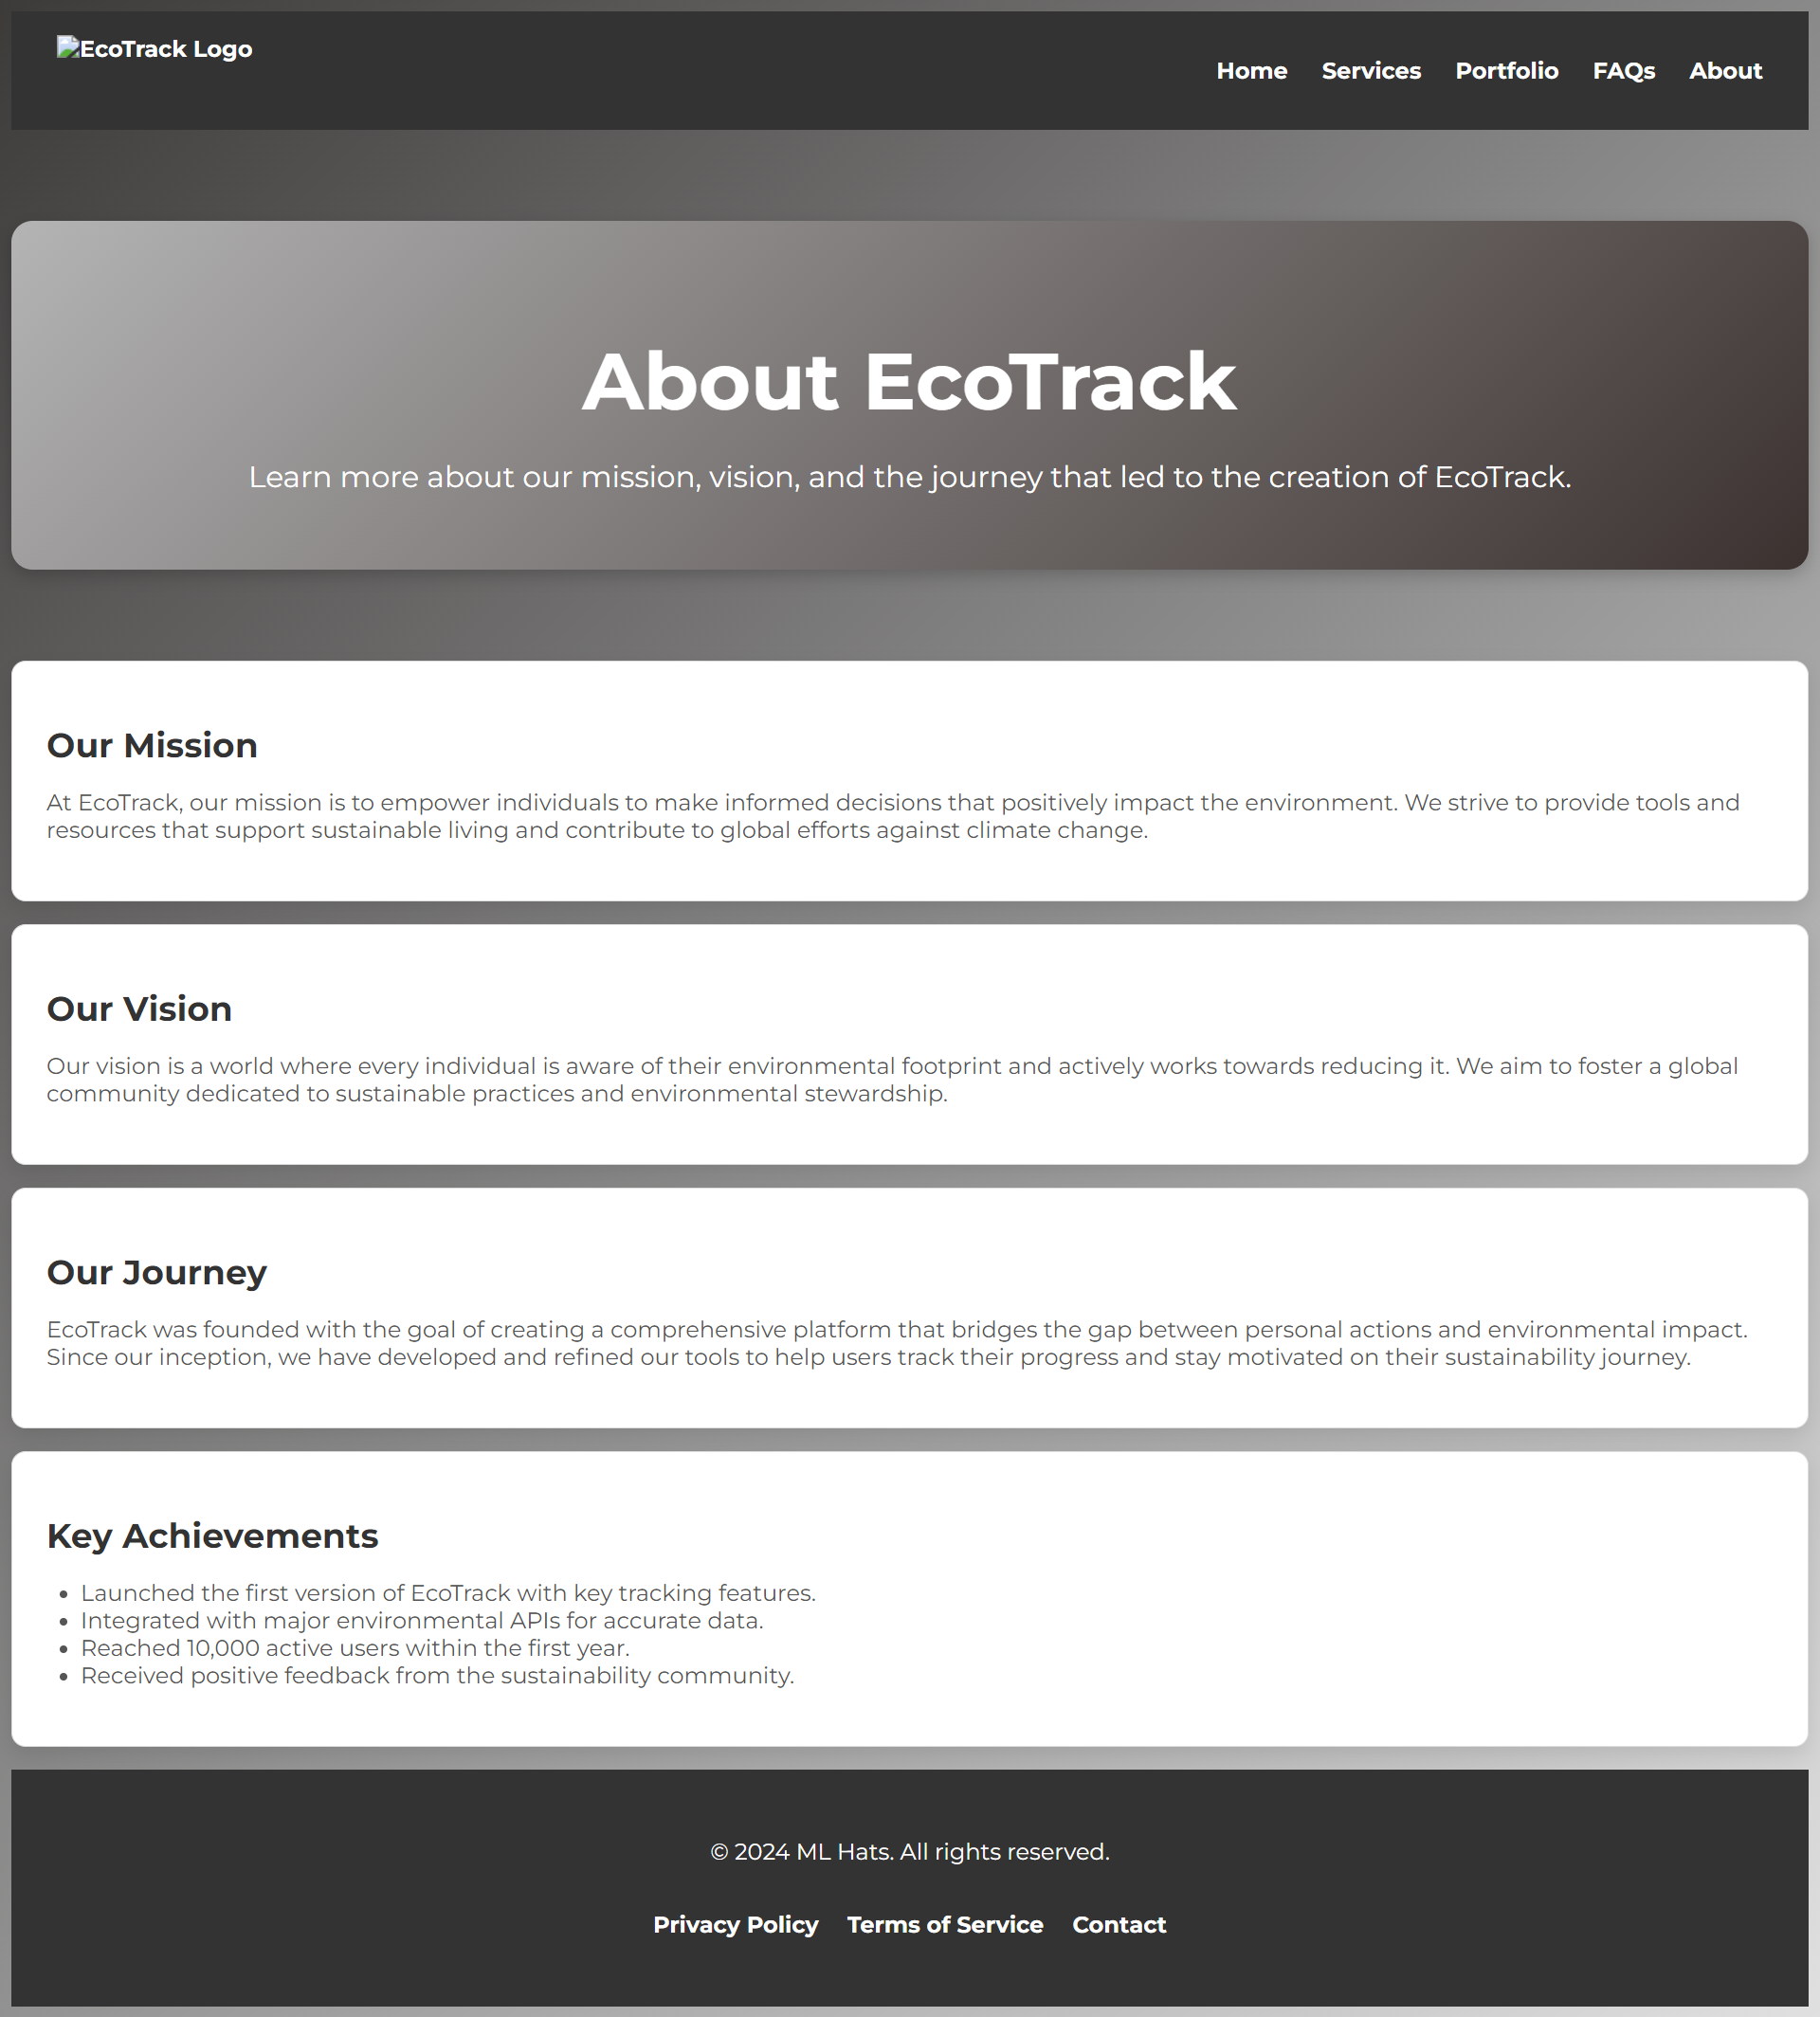 EcoTrack Logo
Home Services Portfolio FAQs About
About EcoTrack
Learn more about our mission, vision, and the journey that led to the creation of EcoTrack.
Our Mission
At EcoTrack, our mission is to empower individuals to make informed decisions that positively impact the environment. We strive to provide tools and
resources that support sustainable living and contribute to global efforts against climate change.
Our Vision
Our vision is a world where every individual is aware of their environmental footprint and actively works towards reducing it. We aim to foster a global
community dedicated to sustainable practices and environmental stewardship.
Our Journey
EcoTrack was founded with the goal of creating a comprehensive platform that bridges the gap between personal actions and environmental impact.
Since our inception, we have developed and refined our tools to help users track their progress and stay motivated on their sustainability journey.
Key Achievements
• Launched the first version of EcoTrack with key tracking features.
• Integrated with major environmental APIs for accurate data.
• Reached 10,000 active users within the first year.
• Received positive feedback from the sustainability community.
© 2024 ML Hats. All rights reserved.
Privacy Policy Terms of Service Contact